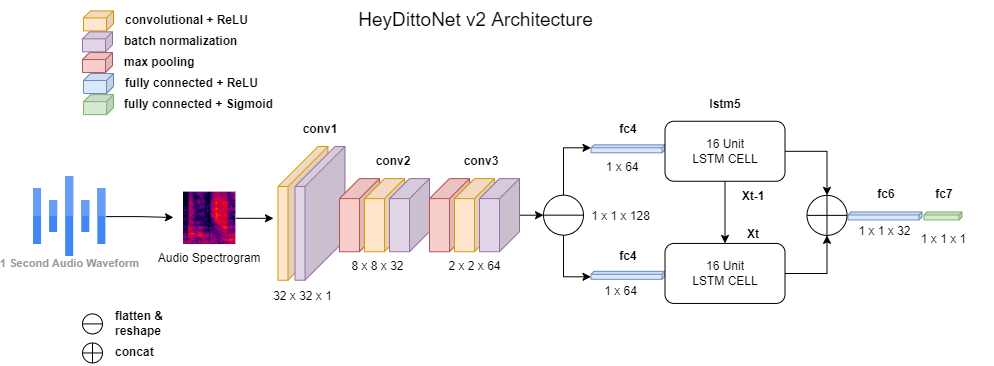 HeyDittoNet v2 Architecture
convolutional + ReLU
batch normalization
max pooling
fully connected + ReLU
fully connected + Sigmoid
conv1
conv2
conv3
fc4
lstm5
16 Unit
LSTM CELL
1 x 64
Xt-1
Xt
fc6
fc7
1 x 1 x 128
1 x 1 x 32
1 x 1 x 1
fc4
16 Unit
LSTM CELL
1 x 64
1 Second Audio Waveform
Audio Spectrogram
8 x 8 x 32
2 x 2 x 64
32 x 32 x 1
flatten &
reshape
concat